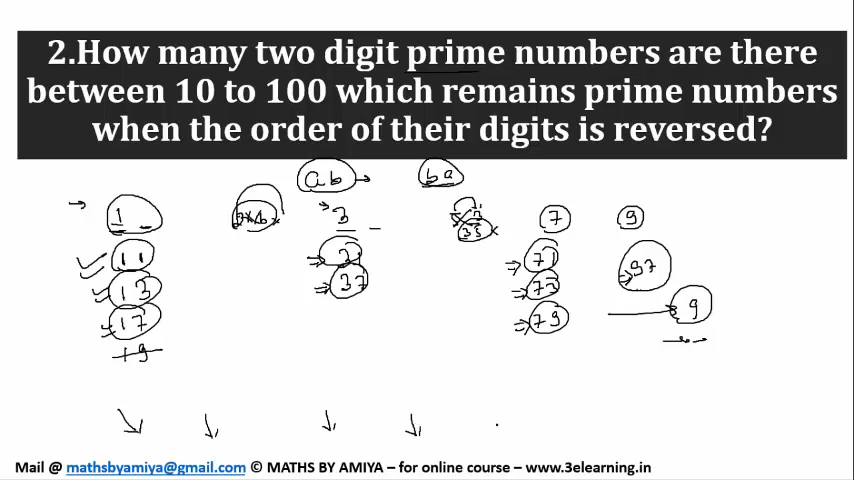 2.How many two digit prime numbers are there
between 10 to 100 which remains prime numbers
when the order of their digits is reversed?
ab ba
1 3 7 9
11 31 71 97
13 37 73 9
17 79
19
Mail @ mathsbyamiya@gmail.com © MATHS BY AMIYA – for online course – www.3elearning.in